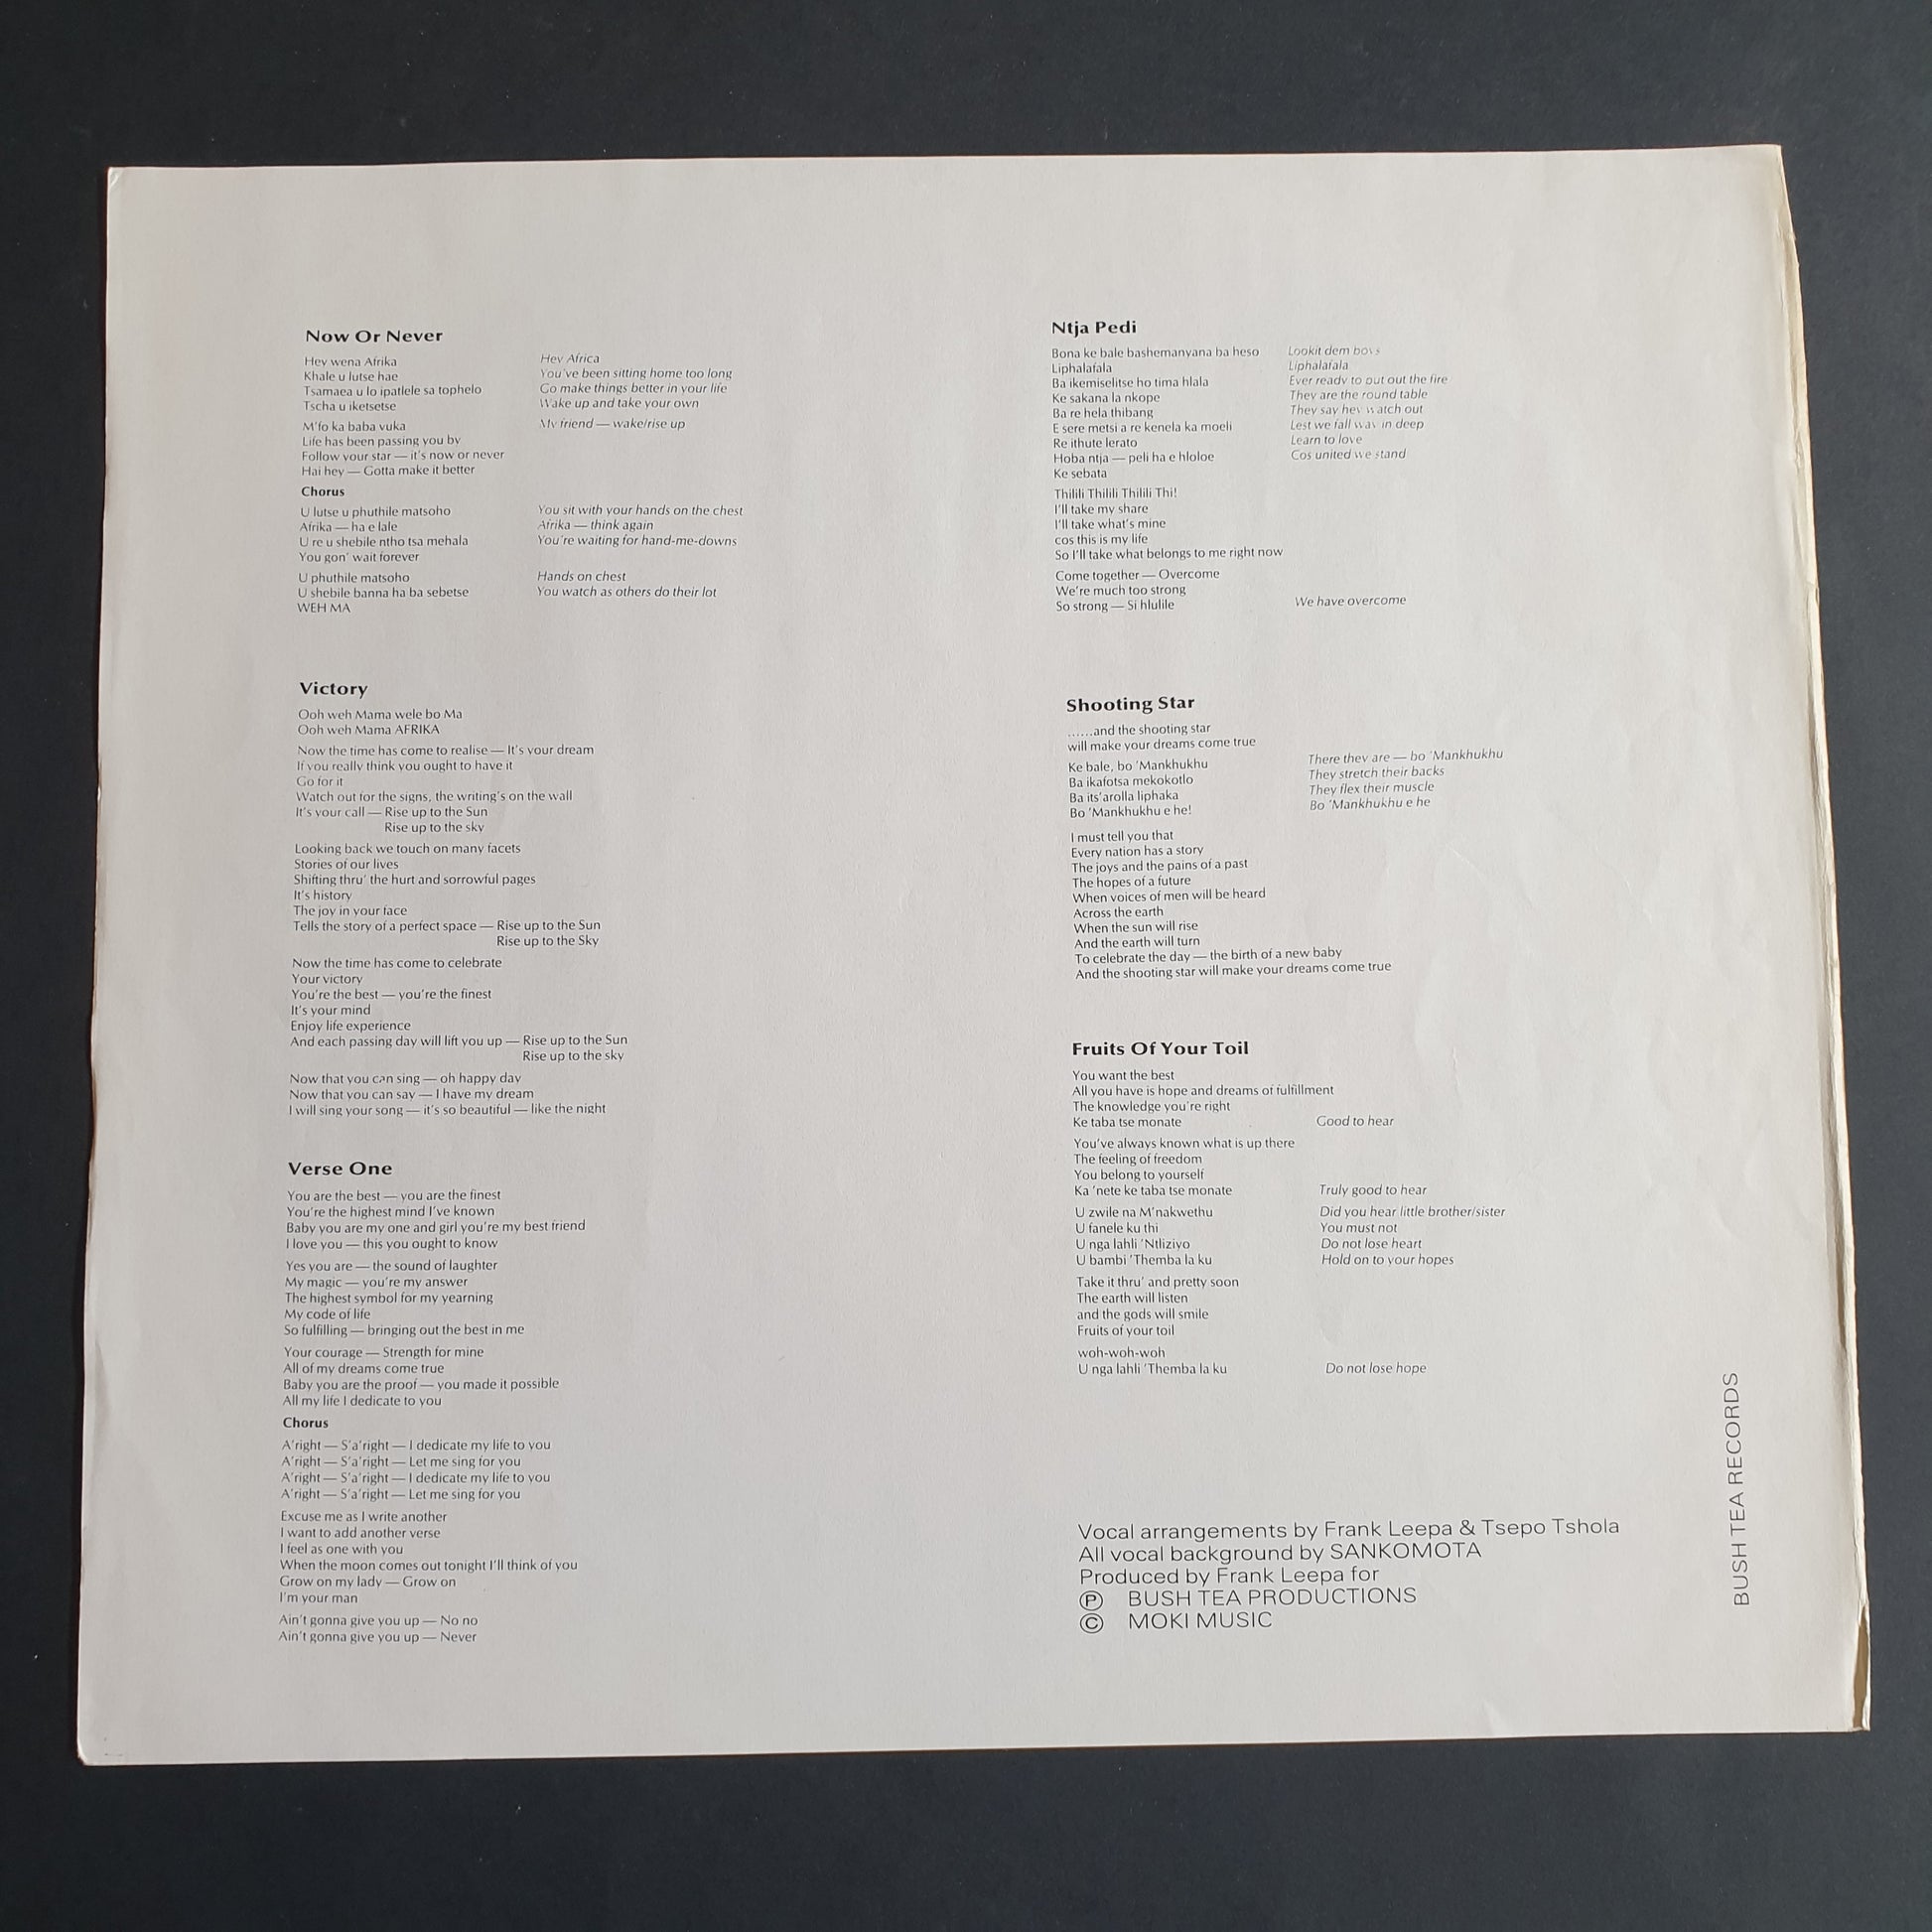 Now Or Never
Hey wena Afrika
Hey Africa
Khale u lutse hae
You've been sitting home too long
Tsamaea u lo ipatlele sa tophelo
Go make things better in your life
Tscha u iketsetse
Wake up and take your own
M'fo ka baba vuka
My friend — wake/rise up
Life has been passing you by
Follow your star — it's now or never
Hai hey — Gotta make it better
Chorus
U lutse u phuthile matsoho
You sit with your hands on the chest
Afrika — ha e lale
Afrika — think again
U re u shebile ntho tsa mehala
You're waiting for hand-me-downs
You gon' wait forever
U phuthile matsoho
Hands on chest
U shebile banna ha ba sebetse
You watch as others do their lot
WEH MA
Victory
Ooh weh Mama wele bo Ma
Ooh weh Mama AFRIKA
Now the time has come to realise — It's your dream
If you really think you ought to have it
Go for it
Watch out for the signs, the writing's on the wall
It's your call — Rise up to the Sun
Rise up to the sky
Looking back we touch on many facets
Stories of our lives
Shifting thru' the hurt and sorrowful pages
It's history
The joy in your face
Tells the story of a perfect space — Rise up to the Sun
Rise up to the Sky
Now the time has come to celebrate
Your victory
You're the best — you're the finest
It's your mind
Enjoy life experience
And each passing day will lift you up — Rise up to the Sun
Rise up to the sky
Now that you can sing — oh happy day
Now that you can say — I have my dream
I will sing your song — it's so beautiful — like the night
Verse One
You are the best — you are the finest
You're the highest mind I've known
Baby you are my one and girl you're my best friend
I love you — this you ought to know
Yes you are — the sound of laughter
My magic — you're my answer
The highest symbol for my yearning
My code of life
So fulfilling — bringing out the best in me
Your courage — Strength for mine
All of my dreams come true
Baby you are the proof — you made it possible
All my life I dedicate to you
Chorus
A'right — S'a'right — I dedicate my life to you
A'right — S'a'right — Let me sing for you
A'right — S'a'right — I dedicate my life to you
A'right — S'a'right — Let me sing for you
Excuse me as I write another
I want to add another verse
I feel as one with you
When the moon comes out tonight I'll think of you
Grow on my lady — Grow on
I'm your man
Ain't gonna give you up — No no
Ain't gonna give you up — Never
Ntja Pedi
Bona ke bale bashemanyana ba heso
Lookit dem boys
Liphalafala
Liphalafala
Ba ikemiselitse ho tima hlala
Ever ready to put out the fire
Ke sakana la nkope
They are the round table
Ba re hela thibang
They say hey watch out
E sere metsi a re kenela ka moeli
Lest we fall way in deep
Re ithute lerato
Learn to love
Hoba ntja — peli ha e hloloe
Cos united we stand
Ke sebata
Thilili Thilili Thilili Thi!
I'll take my share
I'll take what's mine
cos this is my life
So I'll take what belongs to me right now
Come together — Overcome
We're much too strong
So strong — Si hlulile
We have overcome
Shooting Star
......and the shooting star
will make your dreams come true
Ke bale, bo 'Mankhukhu
There they are — bo 'Mankhukhu
Ba ikafotsa mekokotlo
They stretch their backs
Ba its'arolla liphaka
They flex their muscle
Bo 'Mankhukhu e he!
Bo 'Mankhukhu e he
I must tell you that
Every nation has a story
The joys and the pains of a past
The hopes of a future
When voices of men will be heard
Across the earth
When the sun will rise
And the earth will turn
To celebrate the day — the birth of a new baby
And the shooting star will make your dreams come true
Fruits Of Your Toil
You want the best
All you have is hope and dreams of fulfillment
The knowledge you're right
Ke taba tse monate
Good to hear
You've always known what is up there
The feeling of freedom
You belong to yourself
Ka 'nete ke taba tse monate
Truly good to hear
U zwile na M'nakwethu
Did you hear little brother/sister
U fanele ku thi
You must not
U nga lahli 'Ntliziyo
Do not lose heart
U bambi 'Themba la ku
Hold on to your hopes
Take it thru' and pretty soon
The earth will listen
and the gods will smile
Fruits of your toil
woh-woh-woh
U nga lahli 'Themba la ku
Do not lose hope
Vocal arrangements by Frank Leepa & Tsepo Tshola
All vocal background by SANKOMOTA
Produced by Frank Leepa for
Ⓟ BUSH TEA PRODUCTIONS
© MOKI MUSIC
BUSH TEA RECORDS